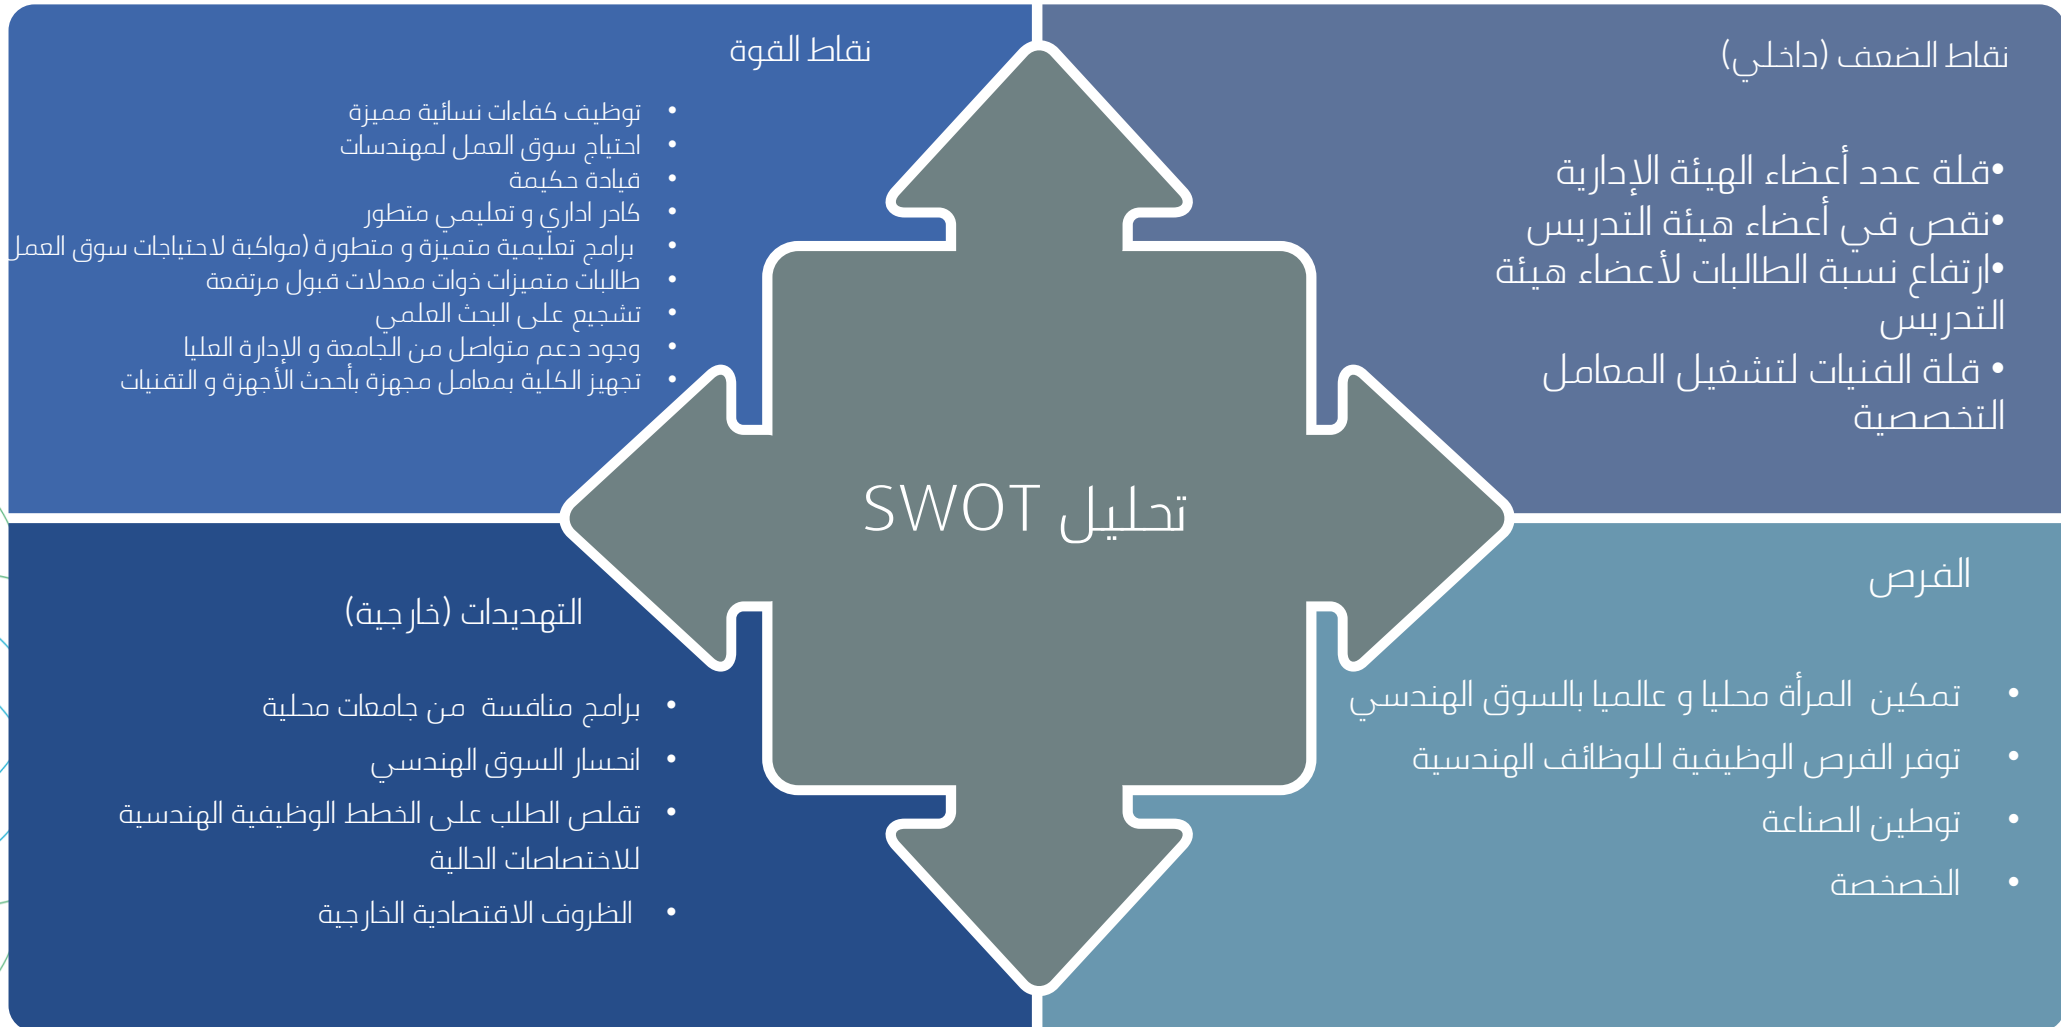 نقاط الضعف (داخلي)
•قلة عدد أعضاء الهيئة الإدارية
•نقص في أعضاء هيئة التدريس
•ارتفاع نسبة الطالبات لأعضاء هيئة
التدريس
• قلة الفنيات لتشغيل المعامل
التخصصية
نقاط القوة
• توظيف كفاءات نسائية مميزة
• احتياج سوق العمل لمهندسات
• قيادة حكيمة
• كادر اداري و تعليمي متطور
• برامج تعليمية متميزة و متطورة (مواكبة لاحتياجات سوق العمل
• طالبات متميزات ذوات معدلات قبول مرتفعة
• تشجيع على البحث العلمي
• وجود دعم متواصل من الجامعة و الإدارة العليا
• تجهيز الكلية بمعامل مجهزة بأحدث الأجهزة و التقنيات
تحليل SWOT
الفرص
• تمكين المرأة محليا و عالميا بالسوق الهندسي
• توفر الفرص الوظيفية للوظائف الهندسية
• توطين الصناعة
• الخصخصة
التهديدات (خارجية)
• برامج منافسة من جامعات محلية
• انحسار السوق الهندسي
• تقلص الطلب على الخطط الوظيفية الهندسية
للاختصاصات الحالية
• الظروف الاقتصادية الخارجية